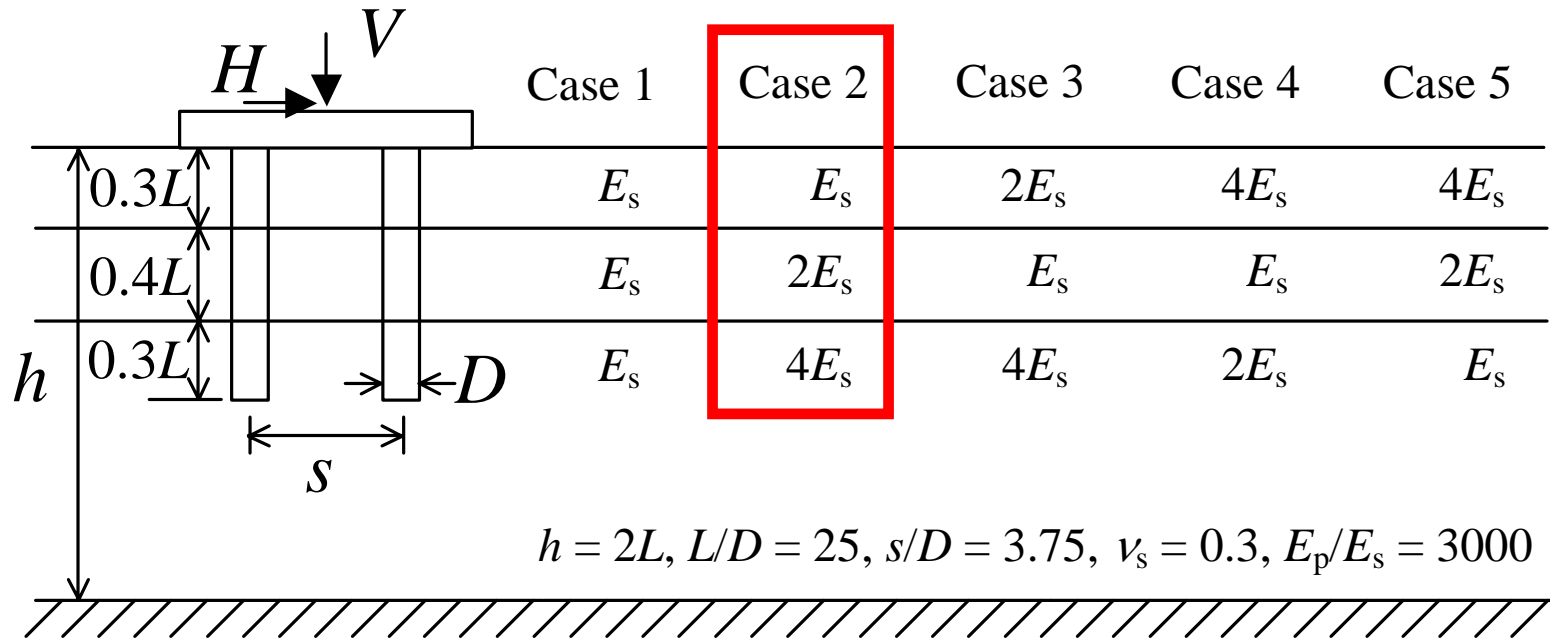 V
H
Case 1 Case 2 Case 3 Case 4 Case 5
0.3L Eₛ Eₛ 2Eₛ 4Eₛ 4Eₛ
0.4L Eₛ 2Eₛ Eₛ Eₛ 2Eₛ
0.3L Eₛ 4Eₛ 4Eₛ 2Eₛ Eₛ
h
D
s
h = 2L, L/D = 25, s/D = 3.75, νₛ = 0.3, Eₚ/Eₛ = 3000